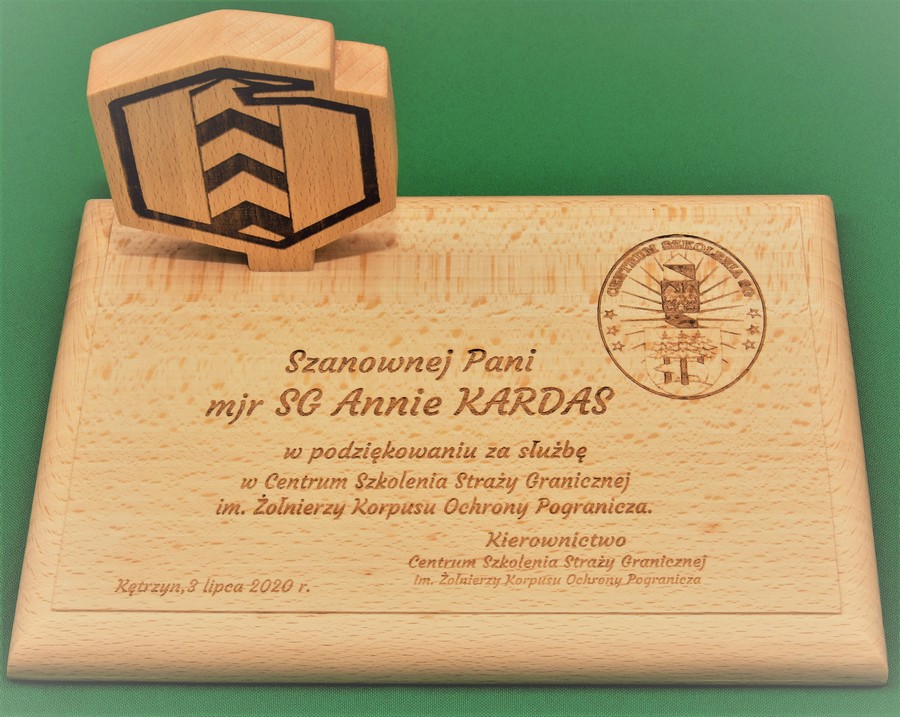 CENTRUM SZKOLENIA SG
Szanownej Pani
mjr SG Annie KARDAS
w podziękowaniu za służbę
w Centrum Szkolenia Straży Granicznej
im. Żołnierzy Korpusu Ochrony Pogranicza.
Kierownictwo
Centrum Szkolenia Straży Granicznej
im. Żołnierzy Korpusu Ochrony Pogranicza
Kętrzyn,3 lipca 2020 r.